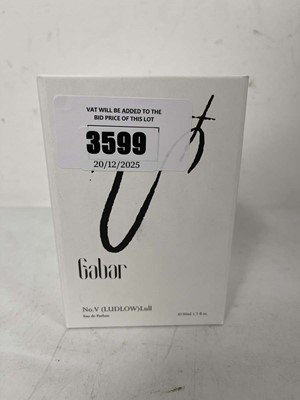 VAT WILL BE ADDED TO THE
BID PRICE OF THIS LOT
3599
20/12/2025
Gabar
No.V (LUDLOW)Lull
Eau de Parfum